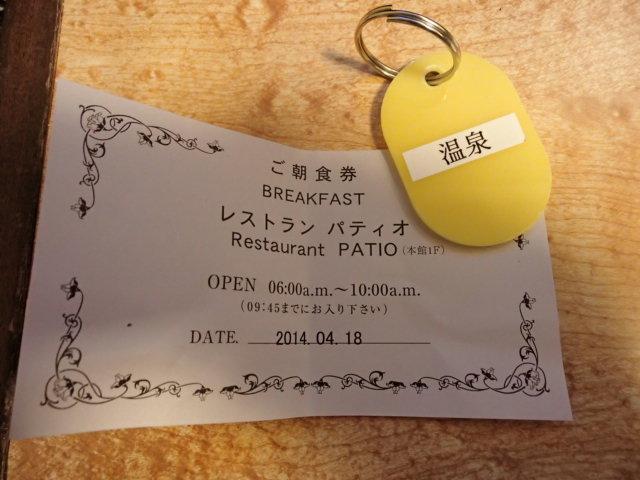 温泉
ご朝食券
BREAKFAST
レストラン パティオ
Restaurant PATIO (本館1F)
OPEN 06:00a.m.～10:00a.m.
(09:45までにお入り下さい)
DATE. 2014.04.18